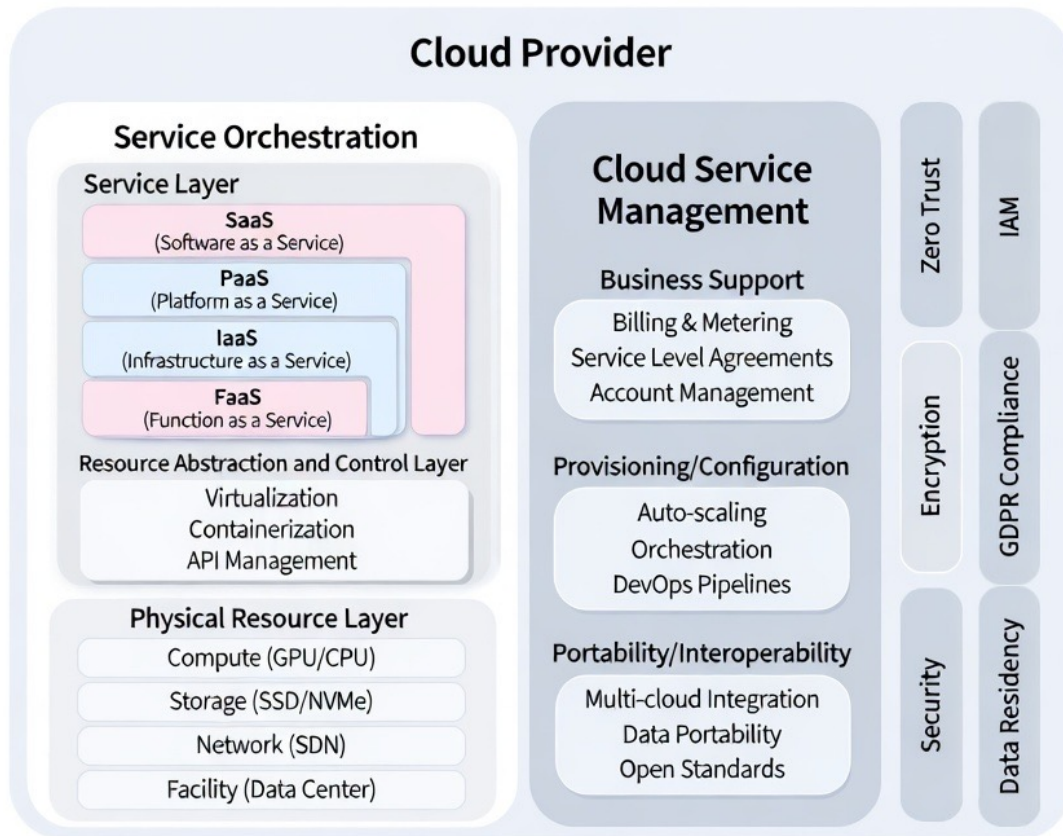 Cloud Provider
Service Orchestration
Service Layer
SaaS
(Software as a Service)
PaaS
(Platform as a Service)
IaaS
(Infrastructure as a Service)
FaaS
(Function as a Service)
Resource Abstraction and Control Layer
Virtualization
Containerization
API Management
Physical Resource Layer
Compute (GPU/CPU)
Storage (SSD/NVMe)
Network (SDN)
Facility (Data Center)
Cloud Service
Management
Business Support
Billing & Metering
Service Level Agreements
Account Management
Provisioning/Configuration
Auto-scaling
Orchestration
DevOps Pipelines
Portability/Interoperability
Multi-cloud Integration
Data Portability
Open Standards
Zero Trust
Encryption
Security
IAM
GDPR Compliance
Data Residency